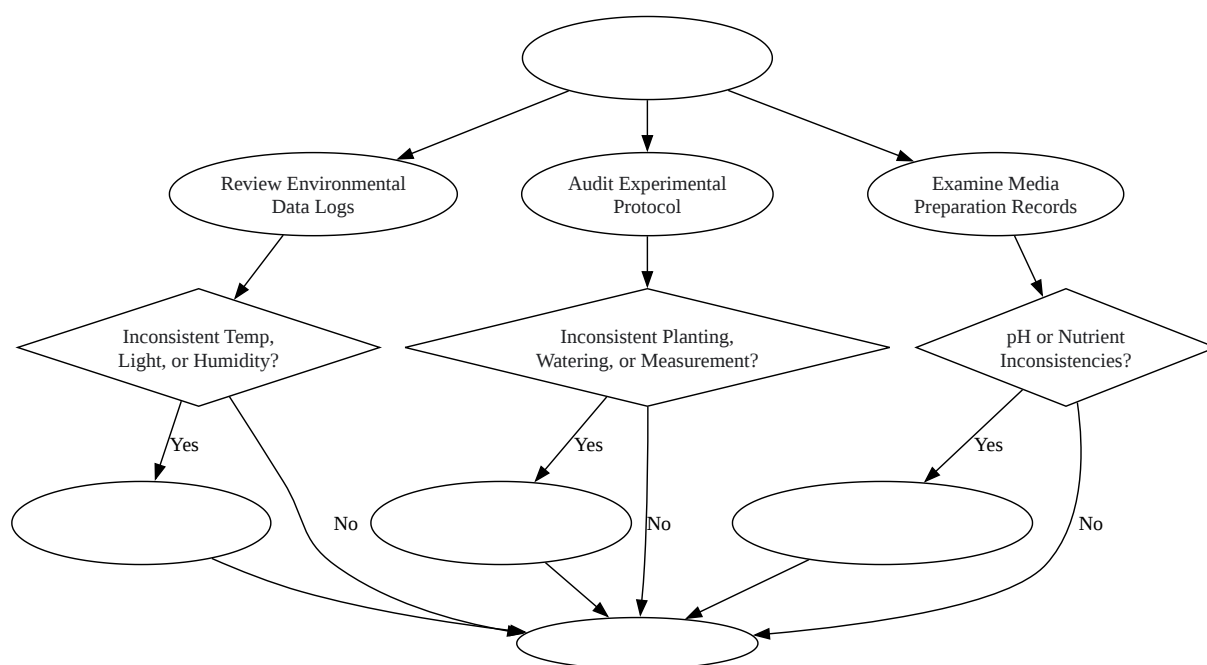 Review Environmental
Data Logs
Audit Experimental
Protocol
Examine Media
Preparation Records
Inconsistent Temp,
Light, or Humidity?
Inconsistent Planting,
Watering, or Measurement?
pH or Nutrient
Inconsistencies?
Yes
Yes
Yes
No
No
No